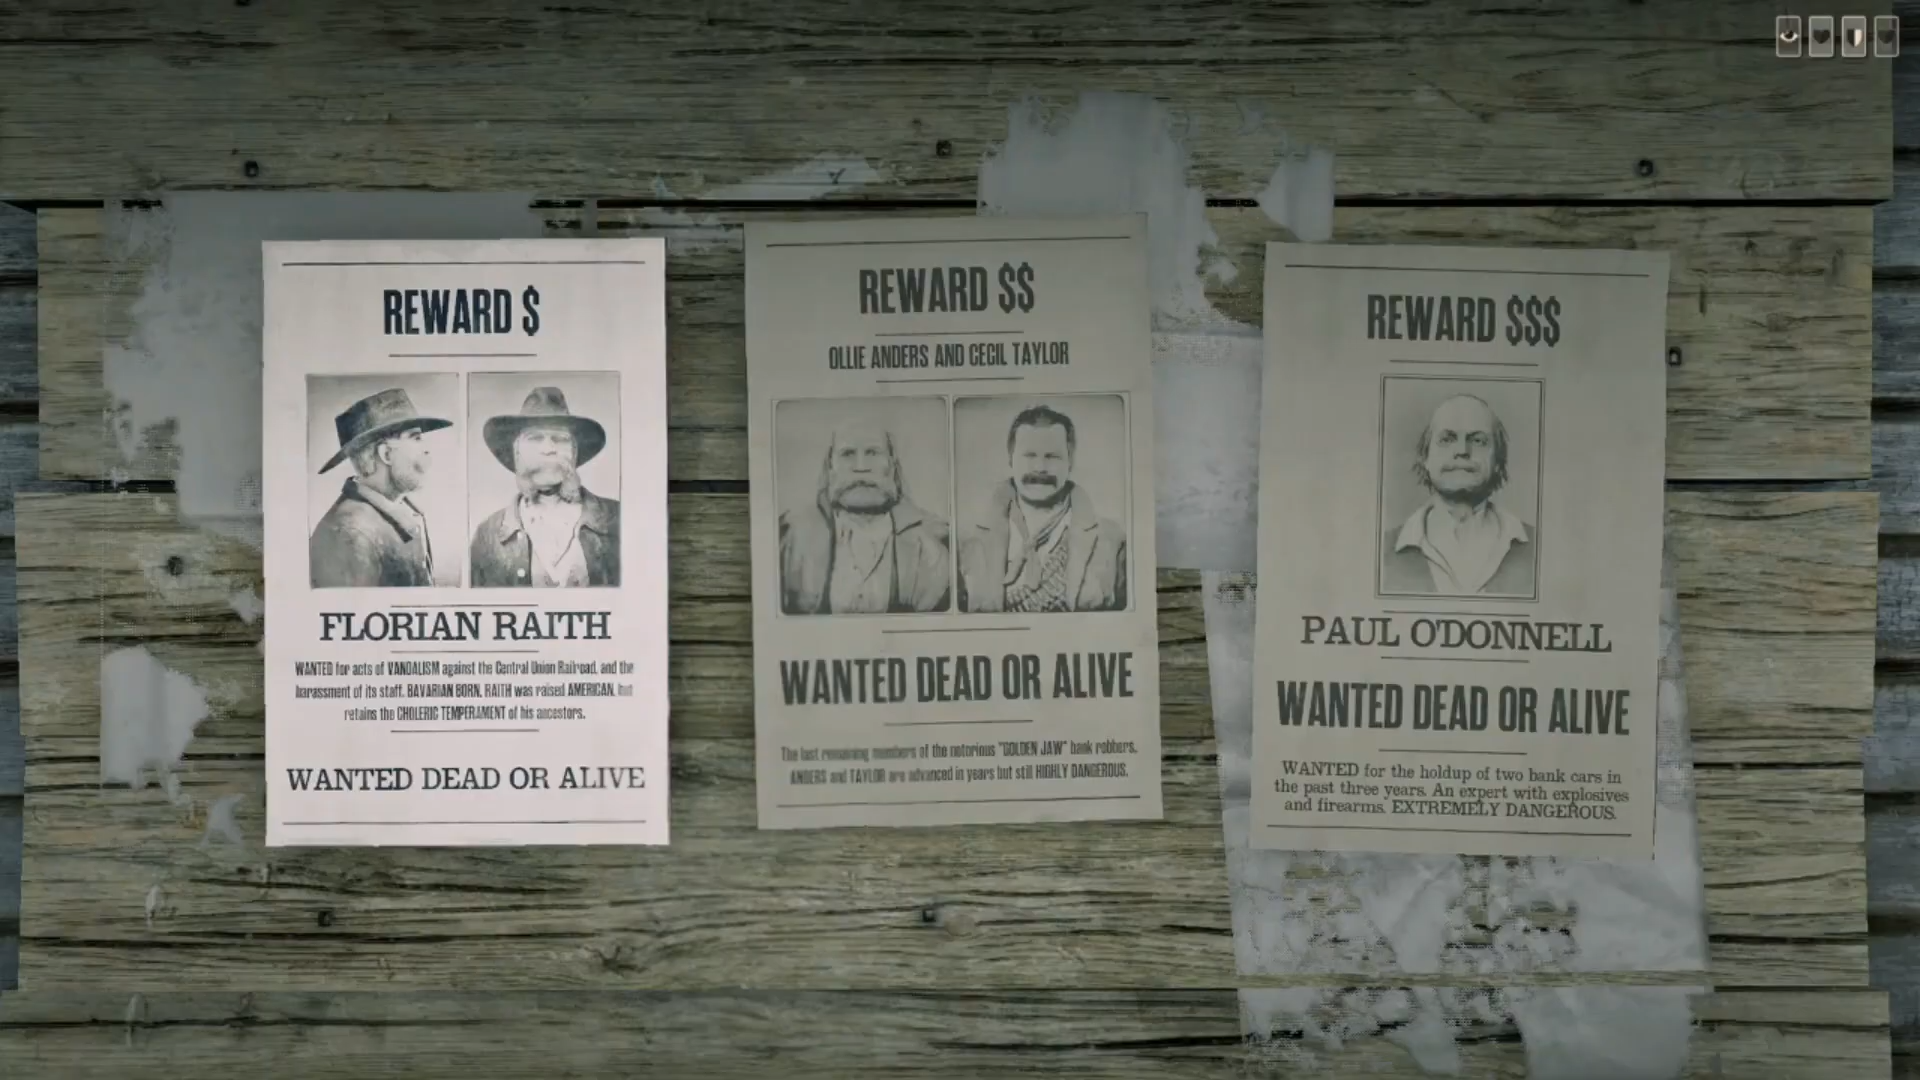 REWARD $
FLORIAN RAITH
WANTED for acts of VANDALISM against the Central Union Railroad, and the
harassment of its staff. BAVARIAN BORN, RAITH was raised AMERICAN, but
retains the CHOLERIC TEMPERAMENT of his ancestors.
WANTED DEAD OR ALIVE
REWARD $$
OLLIE ANDERS AND CECIL TAYLOR
WANTED DEAD OR ALIVE
The last remaining members of the notorious "GOLDEN JAW" bank robbers,
ANDERS and TAYLOR are advanced in years but still HIGHLY DANGEROUS.
REWARD $$$
PAUL O'DONNELL
WANTED DEAD OR ALIVE
WANTED for the holdup of two bank cars in
the past three years. An expert with explosives
and firearms. EXTREMELY DANGEROUS.